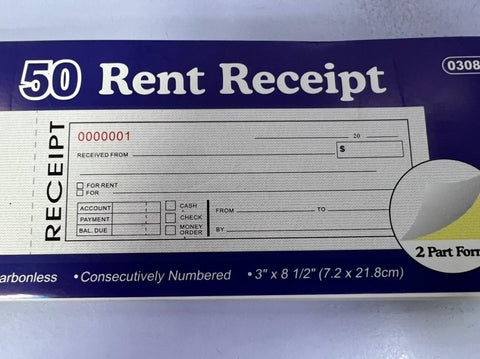 50 Rent Receipt
0308
RECEIPT
0000001
20
RECEIVED FROM
$
FOR RENT
FOR
ACCOUNT
PAYMENT
BAL. DUE
CASH
CHECK
MONEY
ORDER
FROM TO
BY
2 Part Form
arbonless • Consecutively Numbered • 3" x 8 1/2" (7.2 x 21.8cm)